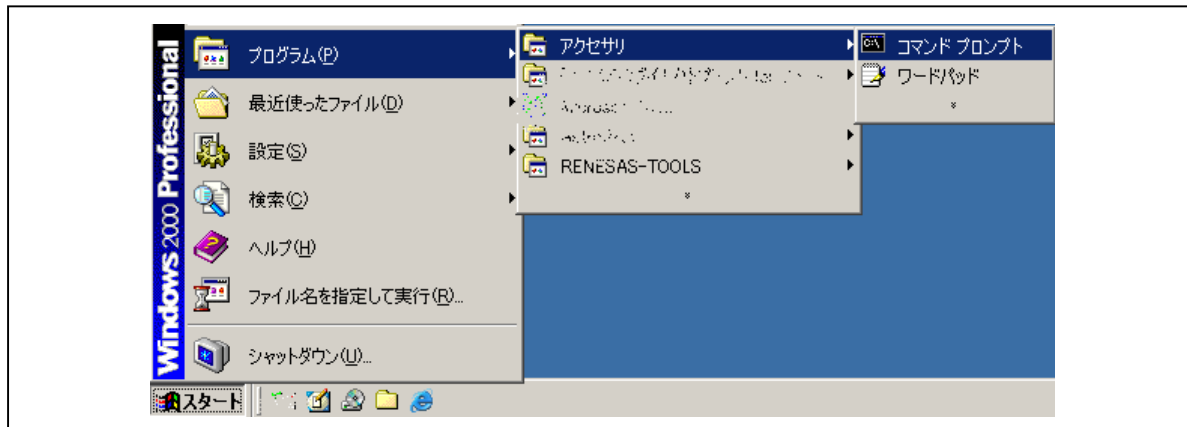 Windows 2000 Professional
プログラム(P)
最近使ったファイル(D)
設定(S)
検索(C)
ヘルプ(H)
ファイル名を指定して実行(R)...
シャットダウン(U)...
アクセサリ
RENESAS-TOOLS
コマンド プロンプト
ワードパッド
スタート